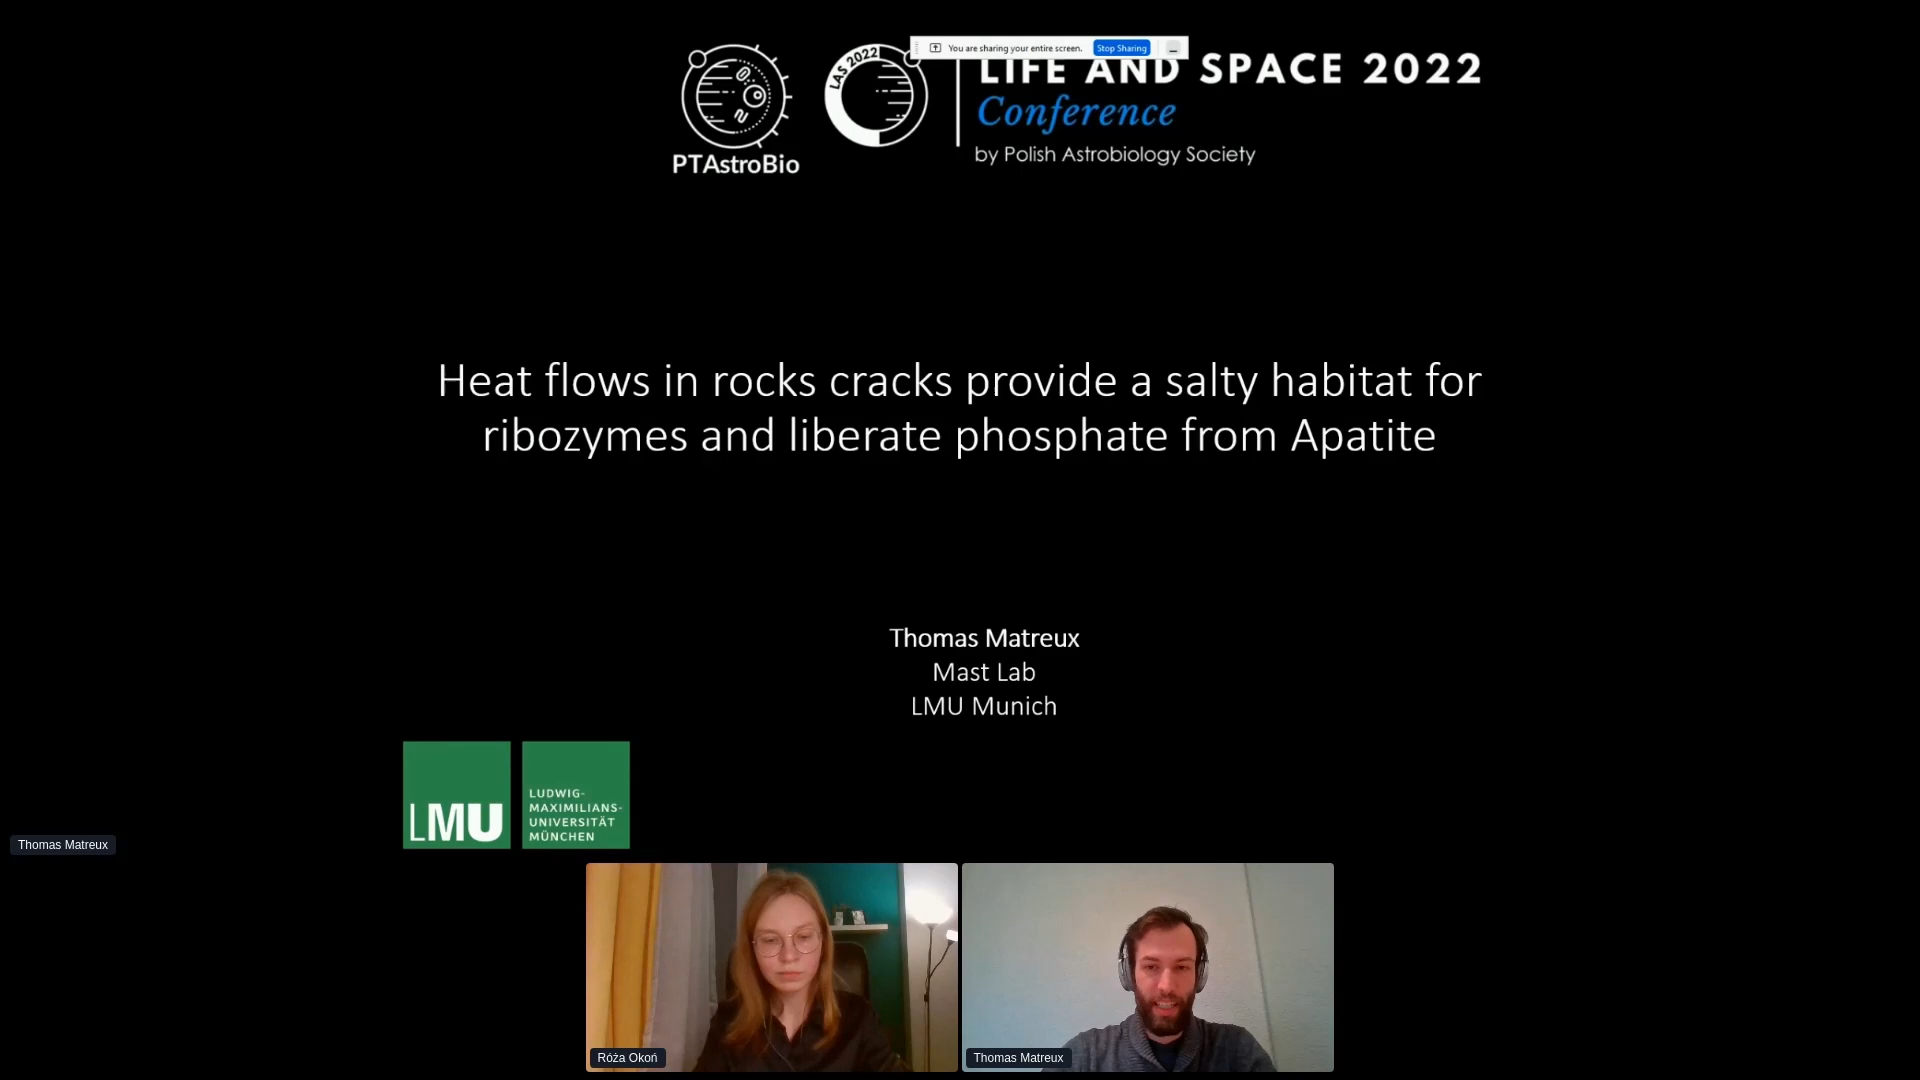 You are sharing your entire screen. Stop Sharing
LAS 2022
LIFE AND SPACE 2022
Conference
by Polish Astrobiology Society
PTAstroBio
Heat flows in rocks cracks provide a salty habitat for
ribozymes and liberate phosphate from Apatite
Thomas Matreux
Mast Lab
LMU Munich
LMU
LUDWIG-
MAXIMILIANS-
UNIVERSITÄT
MÜNCHEN
Thomas Matreux
Róża Okoń
Thomas Matreux